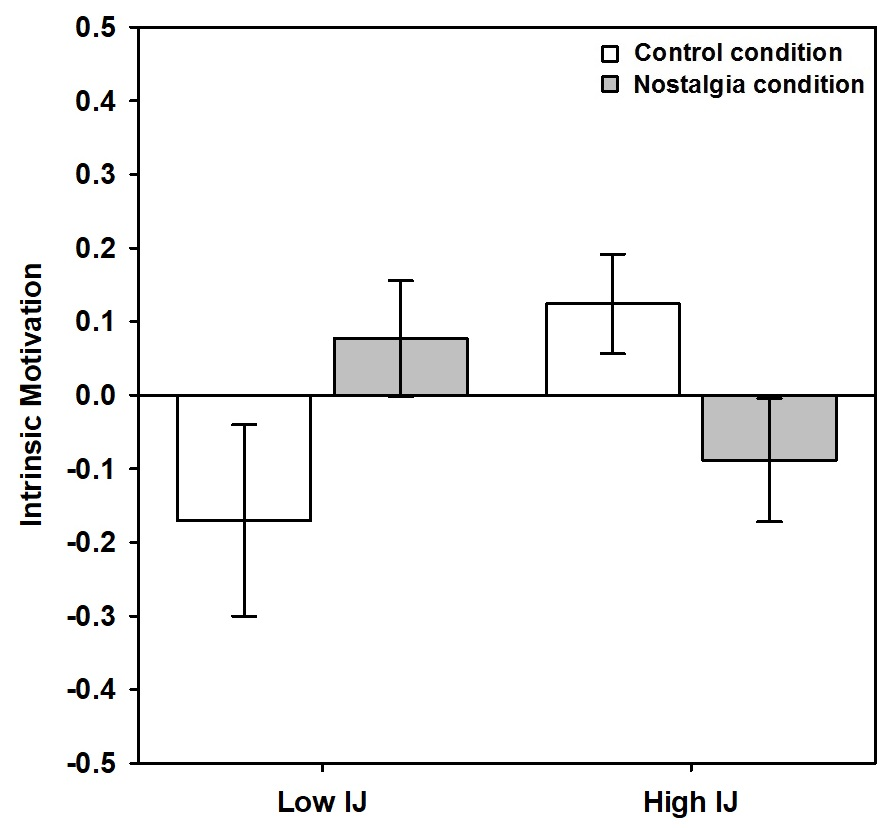 Control condition
Nostalgia condition
0.5
0.4
0.3
0.2
0.1
0.0
-0.1
-0.2
-0.3
-0.4
-0.5
Intrinsic Motivation
Low IJ
High IJ